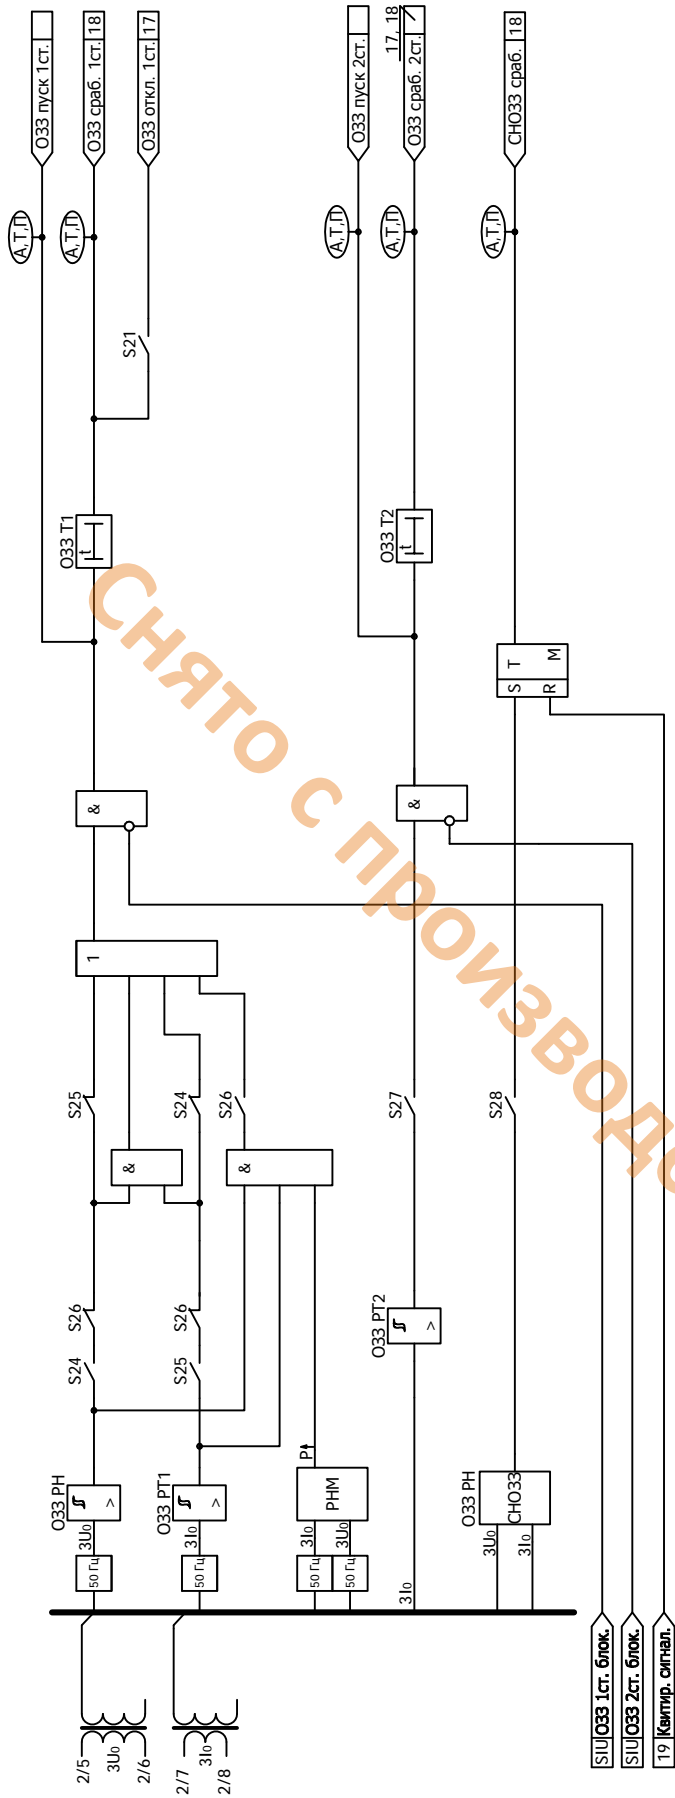 ОЗЗ пуск 1ст.
ОЗЗ сраб. 1ст. 18
ОЗЗ откл. 1ст. 17
ОЗЗ пуск 2ст.
17, 18
ОЗЗ сраб. 2ст.
СНОЗЗ сраб. 18
А,Т,П
А,Т,П
А,Т,П
А,Т,П
А,Т,П
S21
ОЗЗ Т1
t
ОЗЗ Т2
t
S T
R M
&
&
1
S25
S24
S26
S27
S28
&
&
S26
S26
S24
S25
ОЗЗ РТ2
>
ОЗЗ РН
>
3U0
50 Гц
ОЗЗ РТ1
>
3I0
50 Гц
P
РНМ
3I0
3U0
50 Гц
50 Гц
3I0
ОЗЗ РН
СНОЗЗ
3U0
3I0
2/5
3U0
2/6
2/7
3I0
2/8
SIU ОЗЗ 1ст. блок.
SIU ОЗЗ 2ст. блок.
19 Квитир. сигнал.
Снято с производс